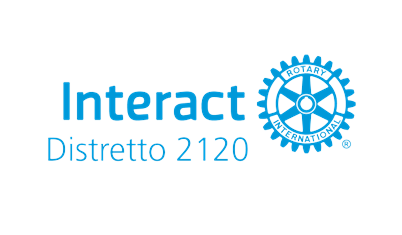 Interact
Distretto 2120
ROTARY
INTERNATIONAL
®